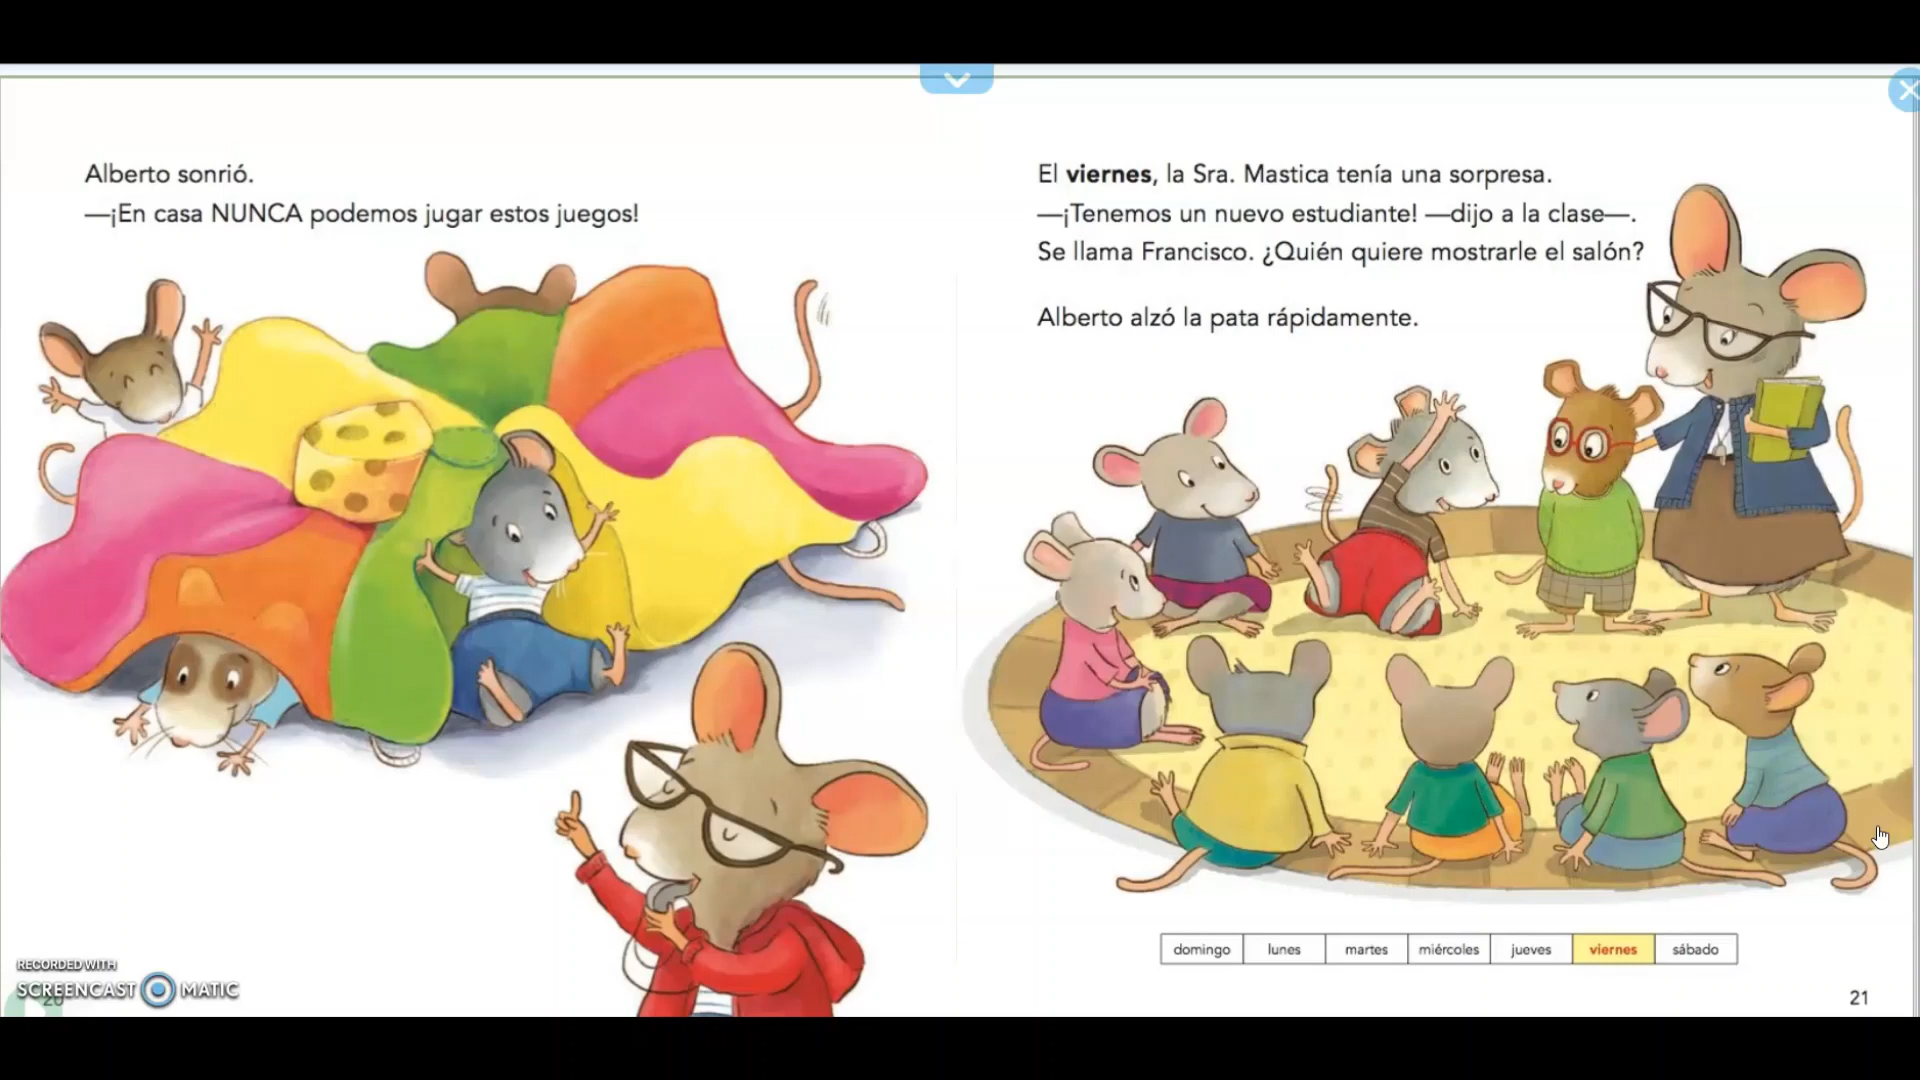 Alberto sonrió.
—¡En casa NUNCA podemos jugar estos juegos!
El viernes, la Sra. Mastica tenía una sorpresa.
—¡Tenemos un nuevo estudiante! —dijo a la clase—.
Se llama Francisco. ¿Quién quiere mostrarle el salón?
Alberto alzó la pata rápidamente.
domingo lunes martes miércoles jueves viernes sábado
RECORDED WITH
SCREENCAST MATIC
20
21